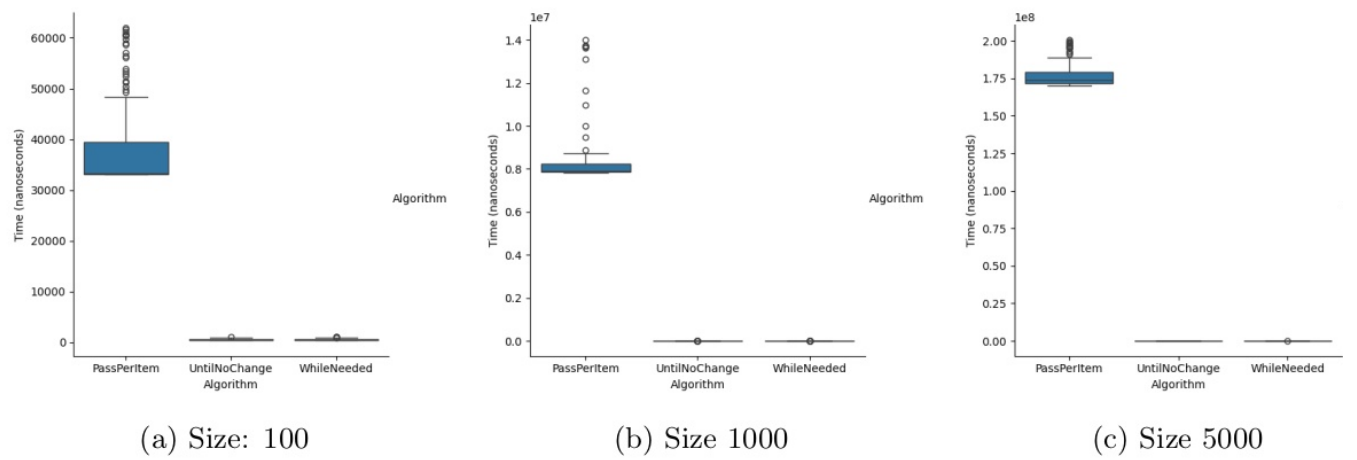 60000
50000
40000
30000
20000
10000
0
Time (nanoseconds)
PassPerItem UntilNoChange WhileNeeded
Algorithm
Algorithm
(a) Size: 100
1e7
1.4
1.2
1.0
0.8
0.6
0.4
0.2
0.0
Time (nanoseconds)
PassPerItem UntilNoChange WhileNeeded
Algorithm
Algorithm
(b) Size 1000
1e8
2.00
1.75
1.50
1.25
1.00
0.75
0.50
0.25
0.00
Time (nanoseconds)
PassPerItem UntilNoChange WhileNeeded
Algorithm
(c) Size 5000